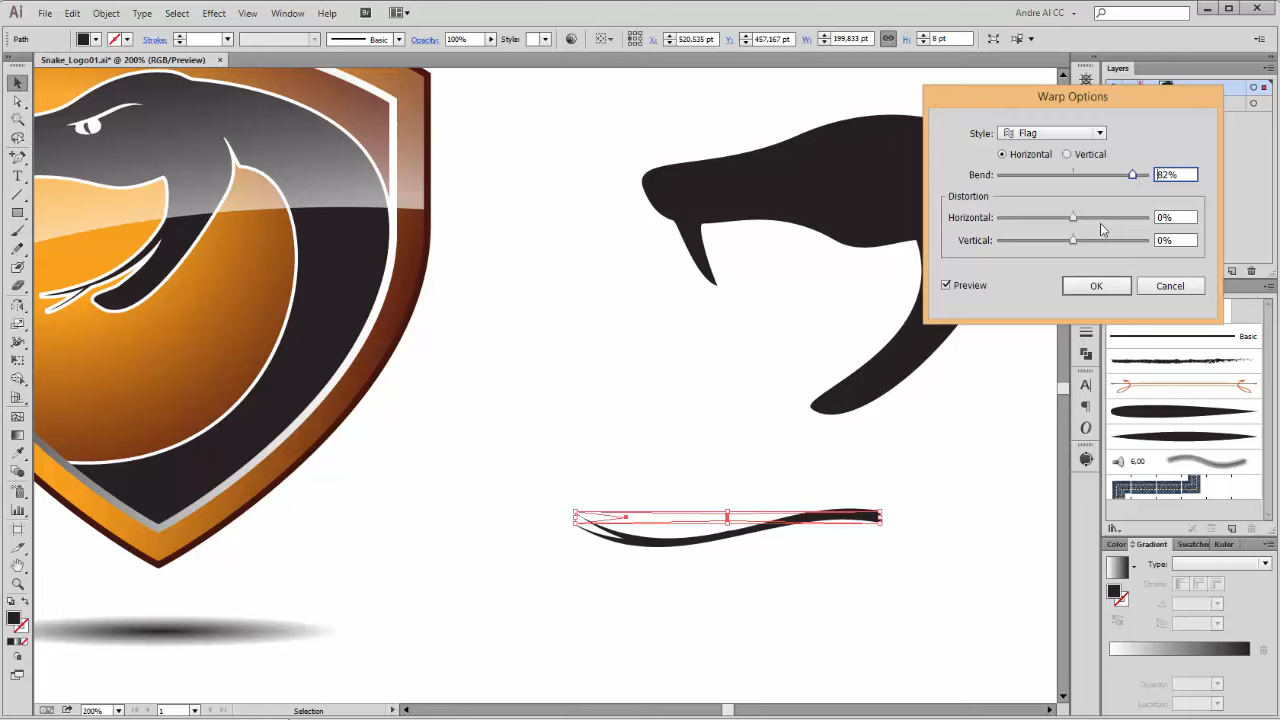 Ai File Edit Object Type Select Effect View Window Help Br Andre AI CC
Path Stroke: Basic Opacity: 100% Style: X: 520,535 pt Y: 457,167 pt W: 199,833 pt H: 8 pt
Snake_Logo01.ai* @ 200% (RGB/Preview) ×
Layers
Warp Options
Style: Flag
Horizontal Vertical
Bend: 82%
Distortion
Horizontal: 0%
Vertical: 0%
Preview OK Cancel
Basic
6,00
Color Gradient Swatches Kuler
Type:
Stroke:
Opacity:
Location:
200% 1 Selection